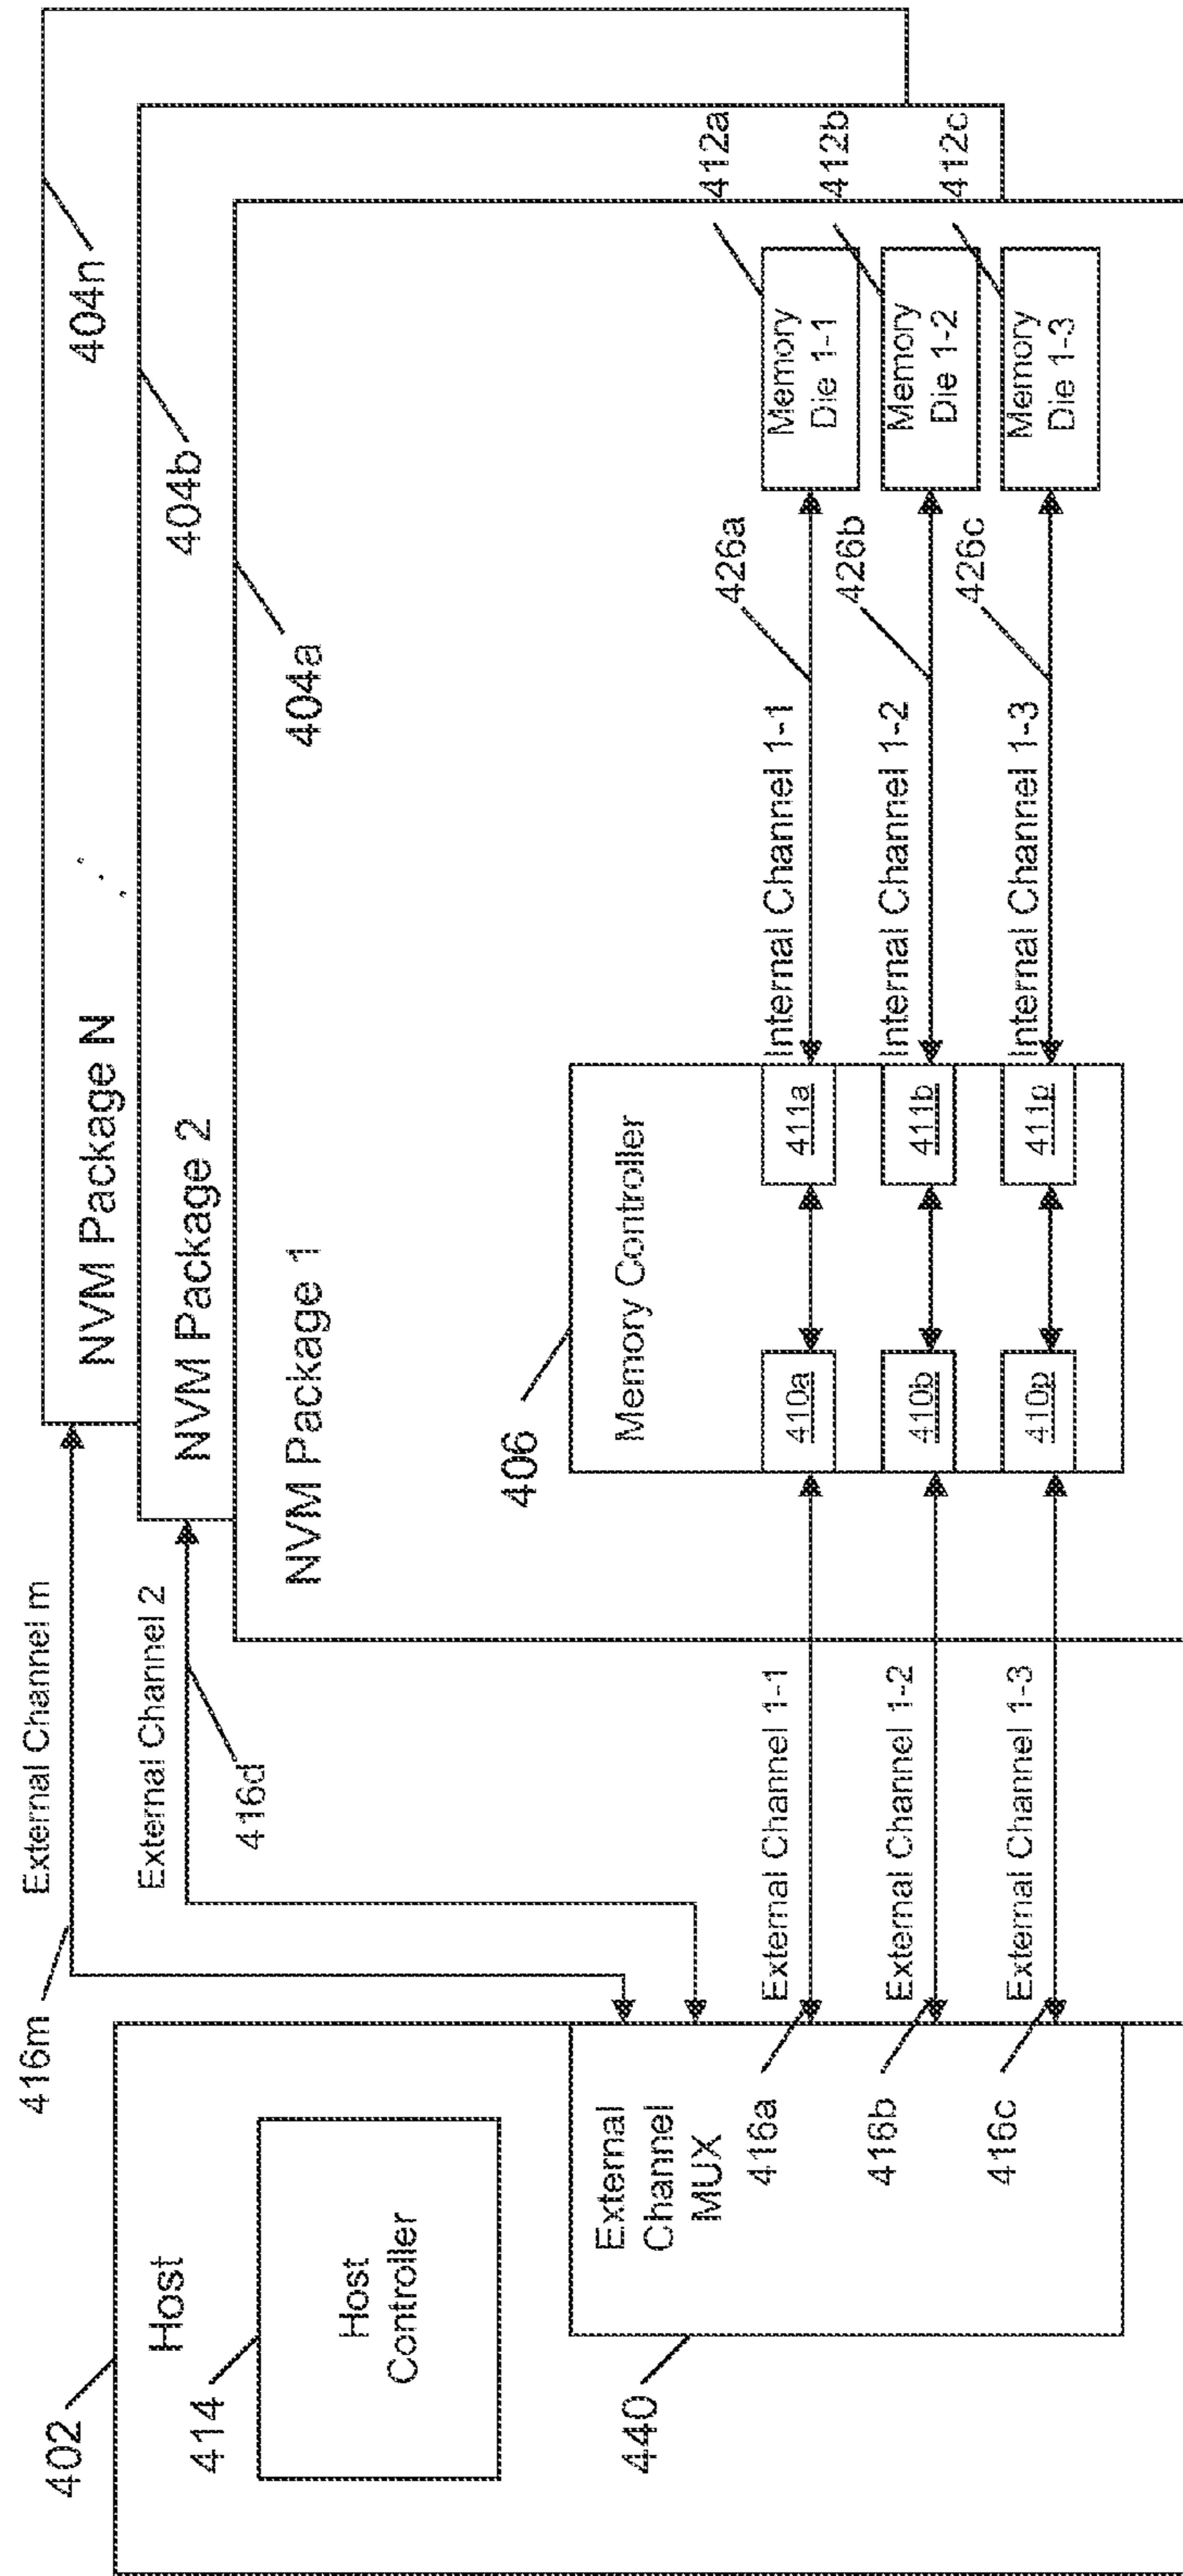 402
Host
414
Host
Controller
440
External
Channel
MUX
416a
416b
416c
416m
External Channel m
External Channel 2
416d
External Channel 1-1
External Channel 1-2
External Channel 1-3
NVM Package N
404n
NVM Package 2
404b
NVM Package 1
404a
406
Memory Controller
410a
411a
410b
411b
410p
411p
Internal Channel 1-1
426a
Internal Channel 1-2
426b
Internal Channel 1-3
426c
Memory
Die 1-1
412a
Memory
Die 1-2
412b
Memory
Die 1-3
412c